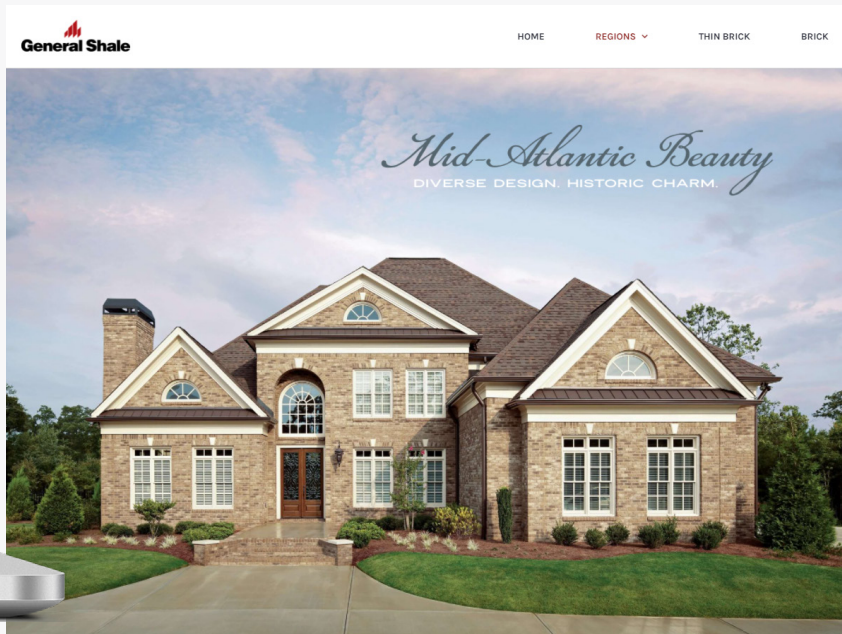 General Shale
HOME
REGIONS
THIN BRICK
BRICK
Mid-Atlantic Beauty
DIVERSE DESIGN. HISTORIC CHARM.